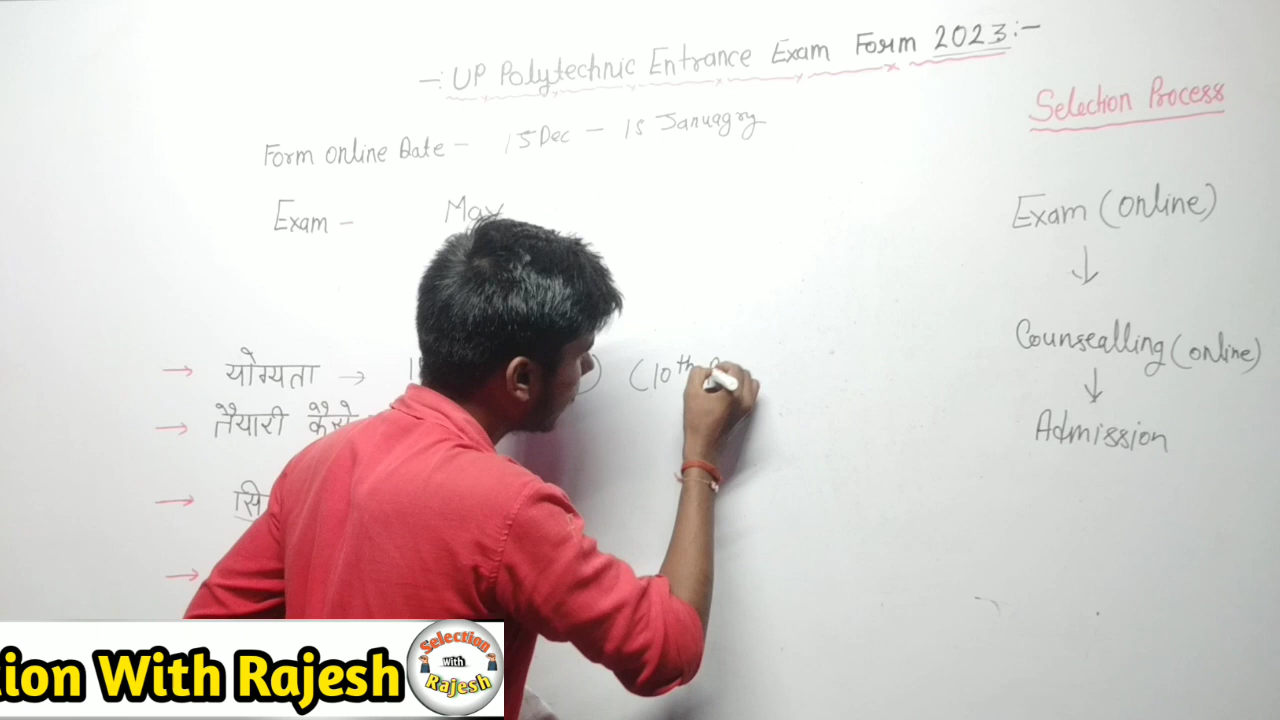 -: UP Polytechnic Entrance Exam Form 2023 :-
Form Online Date - 15 Dec - 15 Januagry
Exam - May
→ योग्यता → (10th
→ तैयारी कैसे
→ सि
→
Selection Process
Exam (Online)
↓
Counsealling (online)
↓
Admission
ion With Rajesh
Selection
with
Rajesh